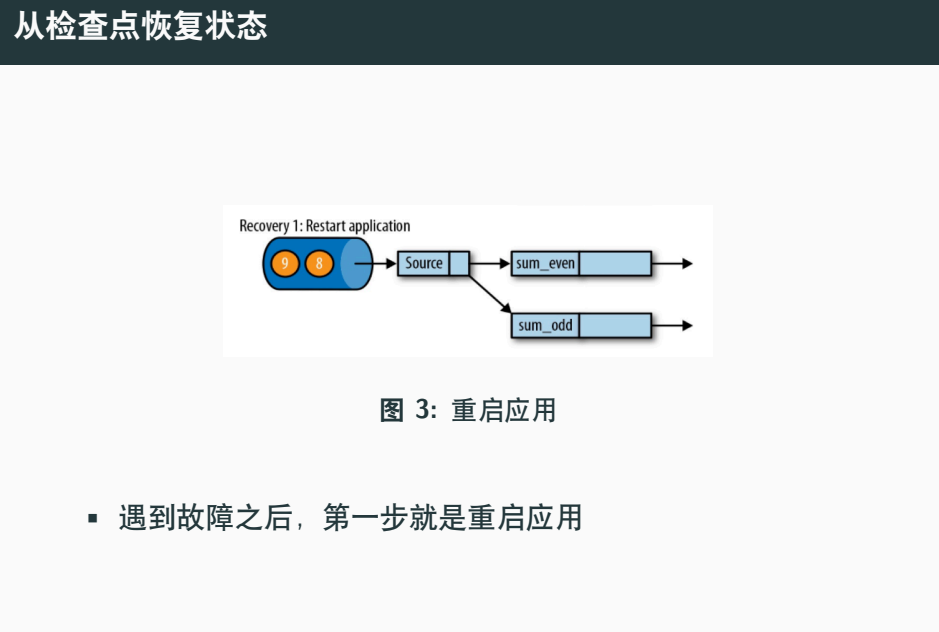 从检查点恢复状态
Recovery 1: Restart application
9 8
Source
sum_even
sum_odd
图 3: 重启应用
▪ 遇到故障之后，第一步就是重启应用